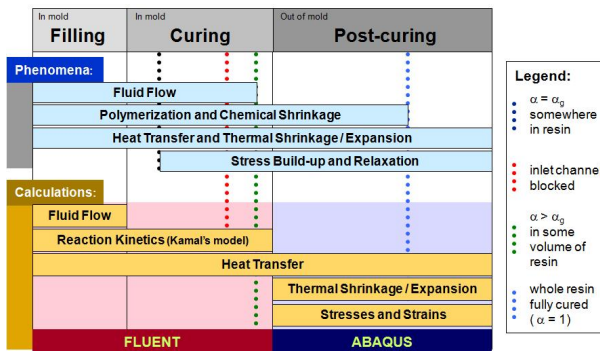 In mold
In mold
Out of mold
Filling
Curing
Post-curing
Phenomena:
Fluid Flow
Polymerization and Chemical Shrinkage
Heat Transfer and Thermal Shrinkage / Expansion
Stress Build-up and Relaxation
Calculations:
Fluid Flow
Reaction Kinetics (Kamal's model)
Heat Transfer
Thermal Shrinkage / Expansion
Stresses and Strains
FLUENT
ABAQUS
Legend:
α = αg
somewhere
in resin
inlet channel
blocked
α > αg
in some
volume of
resin
whole resin
fully cured
( α = 1 )